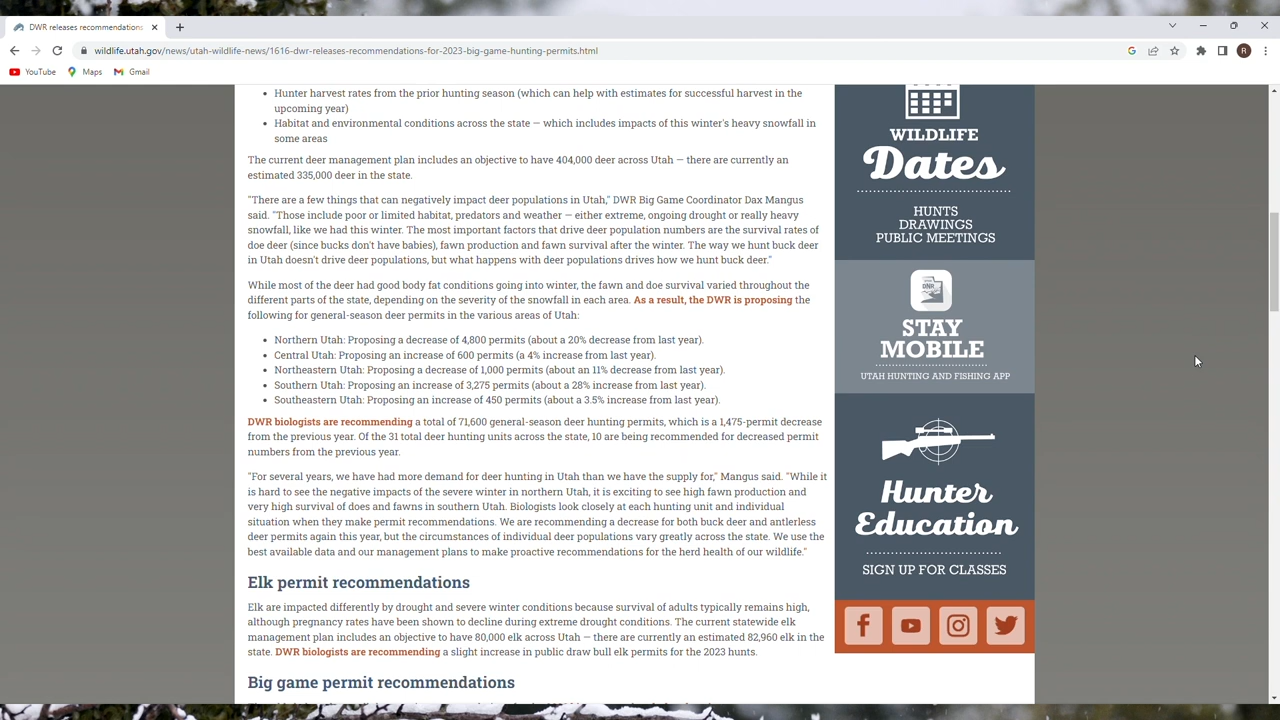 DWR releases recommendations
wildlife.utah.gov/news/utah-wildlife-news/1616-dwr-releases-recommendations-for-2023-big-game-hunting-permits.html
R
YouTube
Maps
Gmail
Hunter harvest rates from the prior hunting season (which can help with estimates for successful harvest in the
upcoming year)
Habitat and environmental conditions across the state — which includes impacts of this winter's heavy snowfall in
some areas
The current deer management plan includes an objective to have 404,000 deer across Utah — there are currently an
estimated 335,000 deer in the state.
"There are a few things that can negatively impact deer populations in Utah," DWR Big Game Coordinator Dax Mangus
said. "Those include poor or limited habitat, predators and weather — either extreme, ongoing drought or really heavy
snowfall, like we had this winter. The most important factors that drive deer population numbers are the survival rates of
doe deer (since bucks don't have babies), fawn production and fawn survival after the winter. The way we hunt buck deer
in Utah doesn't drive deer populations, but what happens with deer populations drives how we hunt buck deer."
While most of the deer had good body fat conditions going into winter, the fawn and doe survival varied throughout the
different parts of the state, depending on the severity of the snowfall in each area. As a result, the DWR is proposing the
following for general-season deer permits in the various areas of Utah:
Northern Utah: Proposing a decrease of 4,800 permits (about a 20% decrease from last year).
Central Utah: Proposing an increase of 600 permits (a 4% increase from last year).
Northeastern Utah: Proposing a decrease of 1,000 permits (about an 11% decrease from last year).
Southern Utah: Proposing an increase of 3,275 permits (about a 28% increase from last year).
Southeastern Utah: Proposing an increase of 450 permits (about a 3.5% increase from last year).
DWR biologists are recommending a total of 71,600 general-season deer hunting permits, which is a 1,475-permit decrease
from the previous year. Of the 31 total deer hunting units across the state, 10 are being recommended for decreased permit
numbers from the previous year.
"For several years, we have had more demand for deer hunting in Utah than we have the supply for," Mangus said. "While it
is hard to see the negative impacts of the severe winter in northern Utah, it is exciting to see high fawn production and
very high survival of does and fawns in southern Utah. Biologists look closely at each hunting unit and individual
situation when they make permit recommendations. We are recommending a decrease for both buck deer and antlerless
deer permits again this year, but the circumstances of individual deer populations vary greatly across the state. We use the
best available data and our management plans to make proactive recommendations for the herd health of our wildlife."
Elk permit recommendations
Elk are impacted differently by drought and severe winter conditions because survival of adults typically remains high,
although pregnancy rates have been shown to decline during extreme drought conditions. The current statewide elk
management plan includes an objective to have 80,000 elk across Utah — there are currently an estimated 82,960 elk in the
state. DWR biologists are recommending a slight increase in public draw bull elk permits for the 2023 hunts.
Big game permit recommendations
WILDLIFE
Dates
HUNTS
DRAWINGS
PUBLIC MEETINGS
DWR
STAY
MOBILE
UTAH HUNTING AND FISHING APP
Hunter
Education
SIGN UP FOR CLASSES